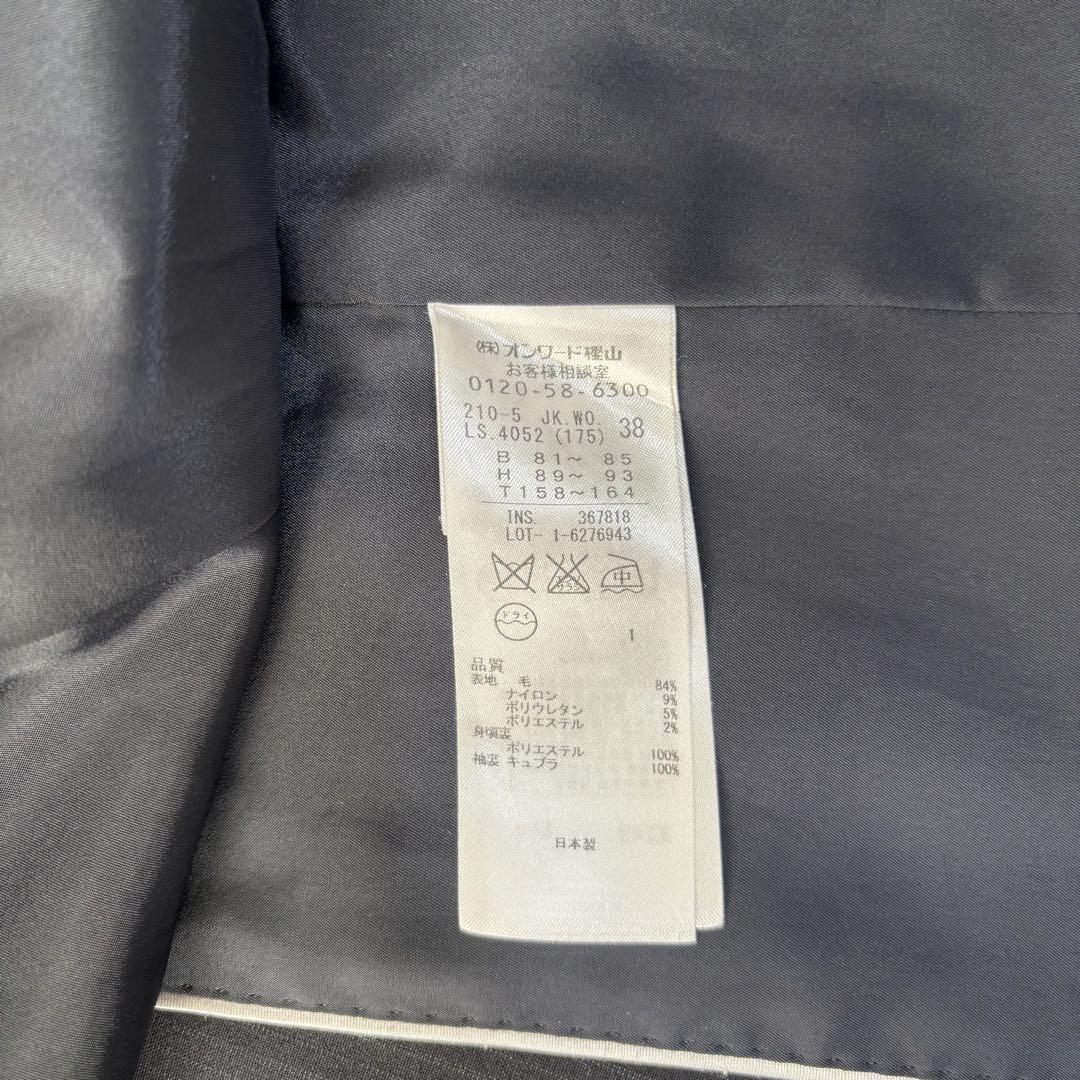 (株)オンワード樫山
お客様相談室
0120-58-6300
210-5 JK.WO. 38
LS.4052 (175)
B 81~ 85
H 89~ 93
T158~164
INS. 367818
LOT- 1-6276943
中
ドライ
1
品質
表地 毛 84%
ナイロン 9%
ポリウレタン 5%
ポリエステル 2%
身頃裏
ポリエステル 100%
袖裏 キュプラ 100%
日本製